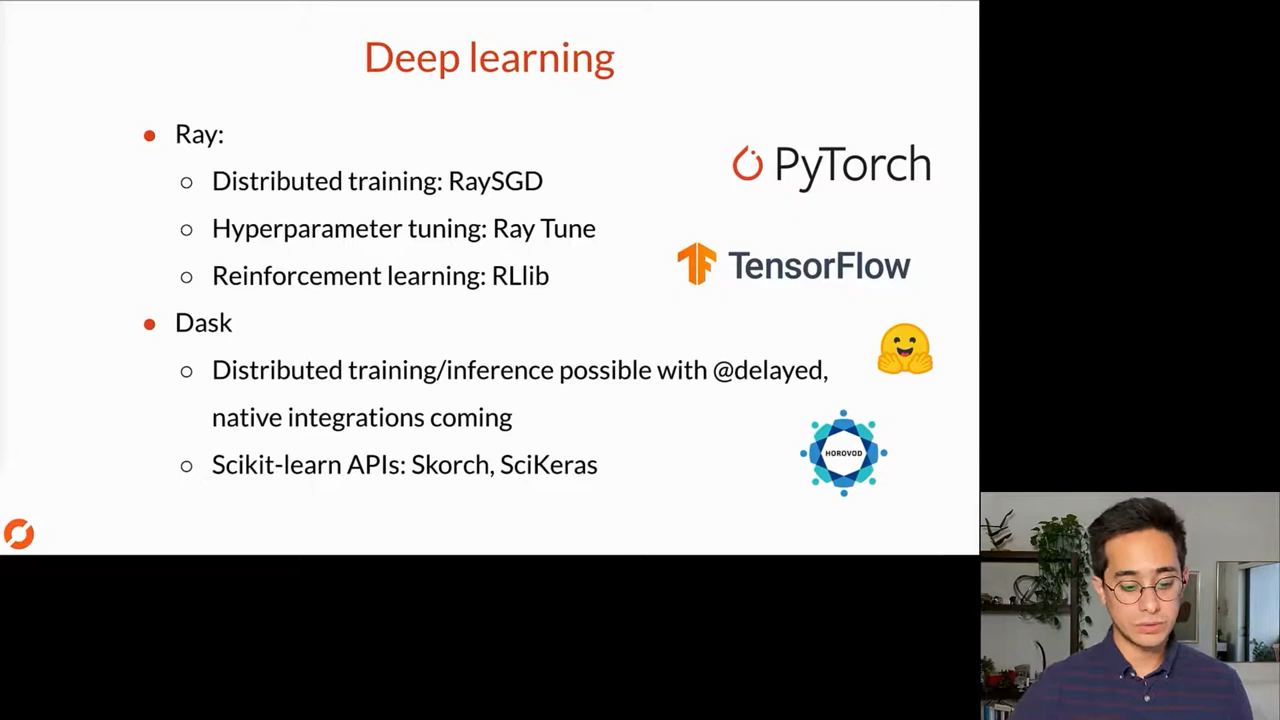 Deep learning
● Ray:
○ Distributed training: RaySGD
○ Hyperparameter tuning: Ray Tune
○ Reinforcement learning: RLlib
● Dask
○ Distributed training/inference possible with @delayed,
native integrations coming
○ Scikit-learn APIs: Skorch, SciKeras
PyTorch
TensorFlow
HOROVOD